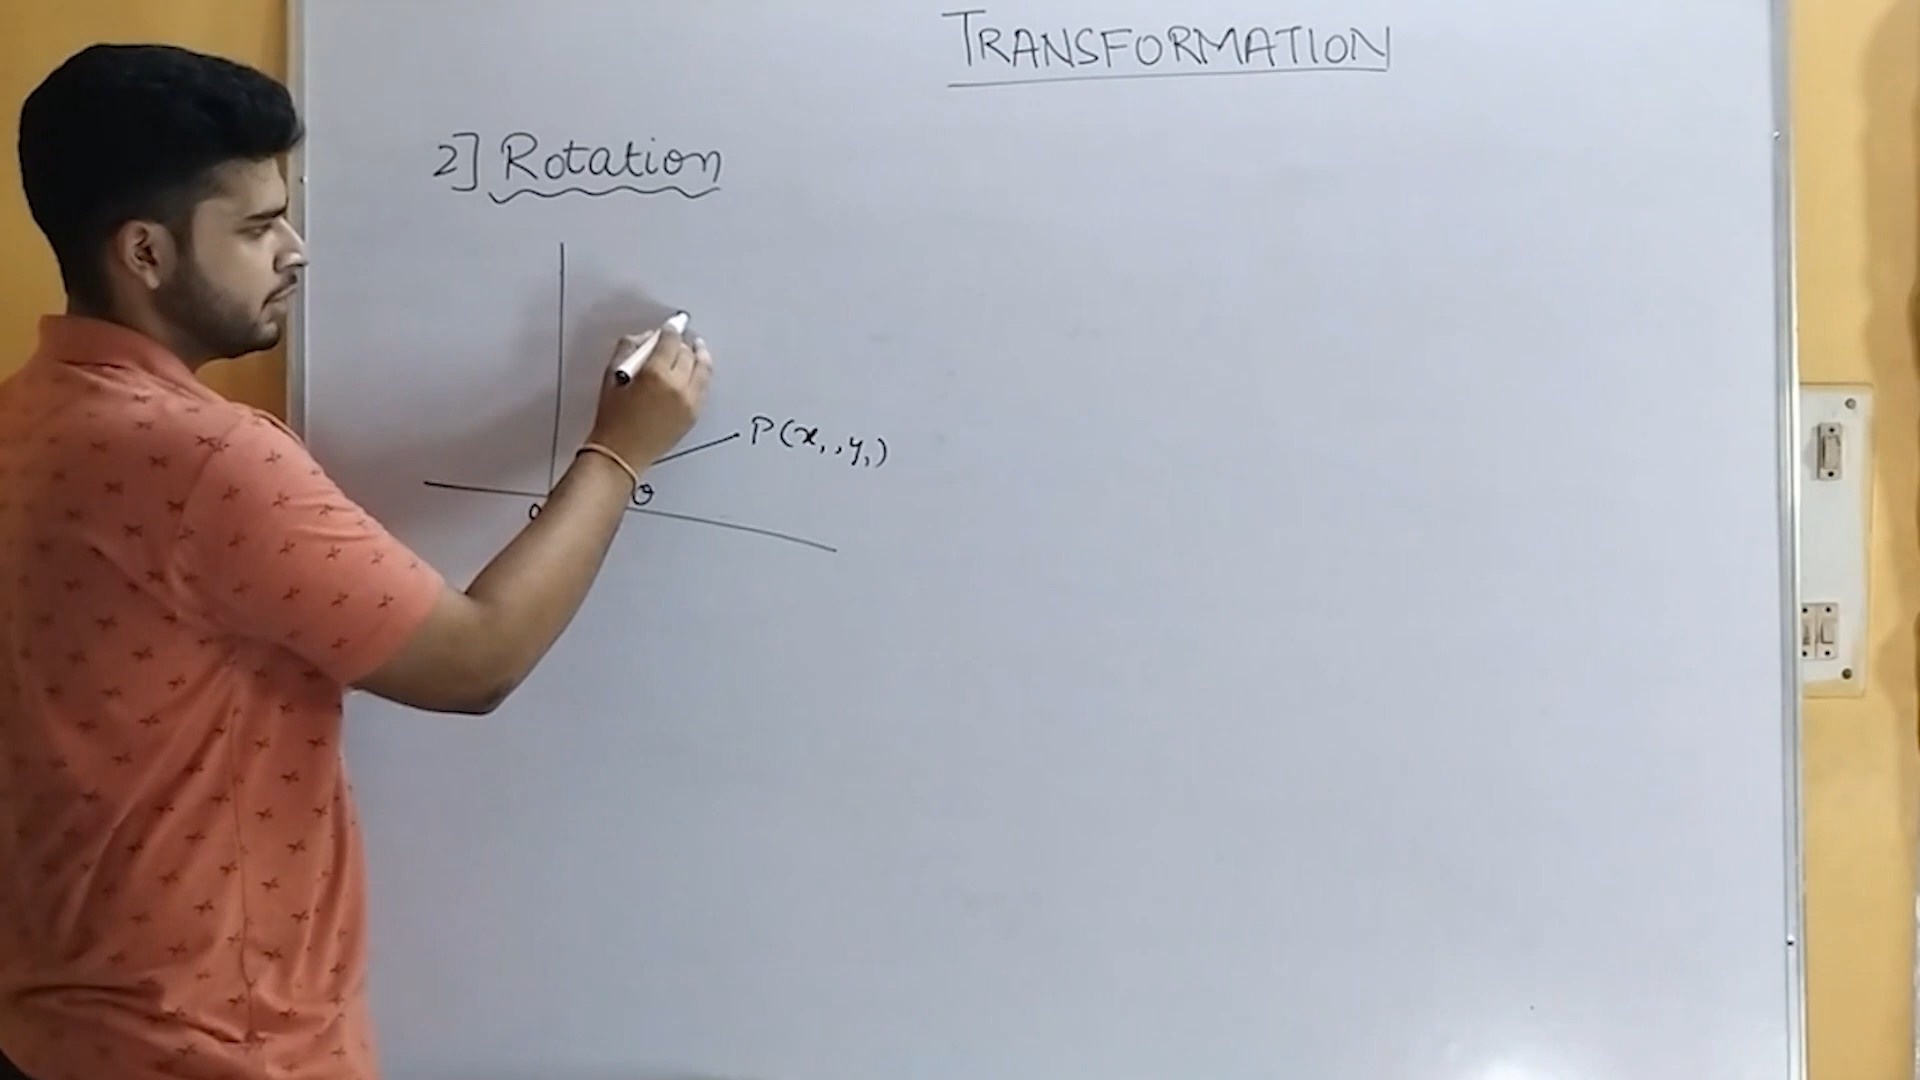 TRANSFORMATION
2] Rotation
P(x₁,y₁)
θ
O